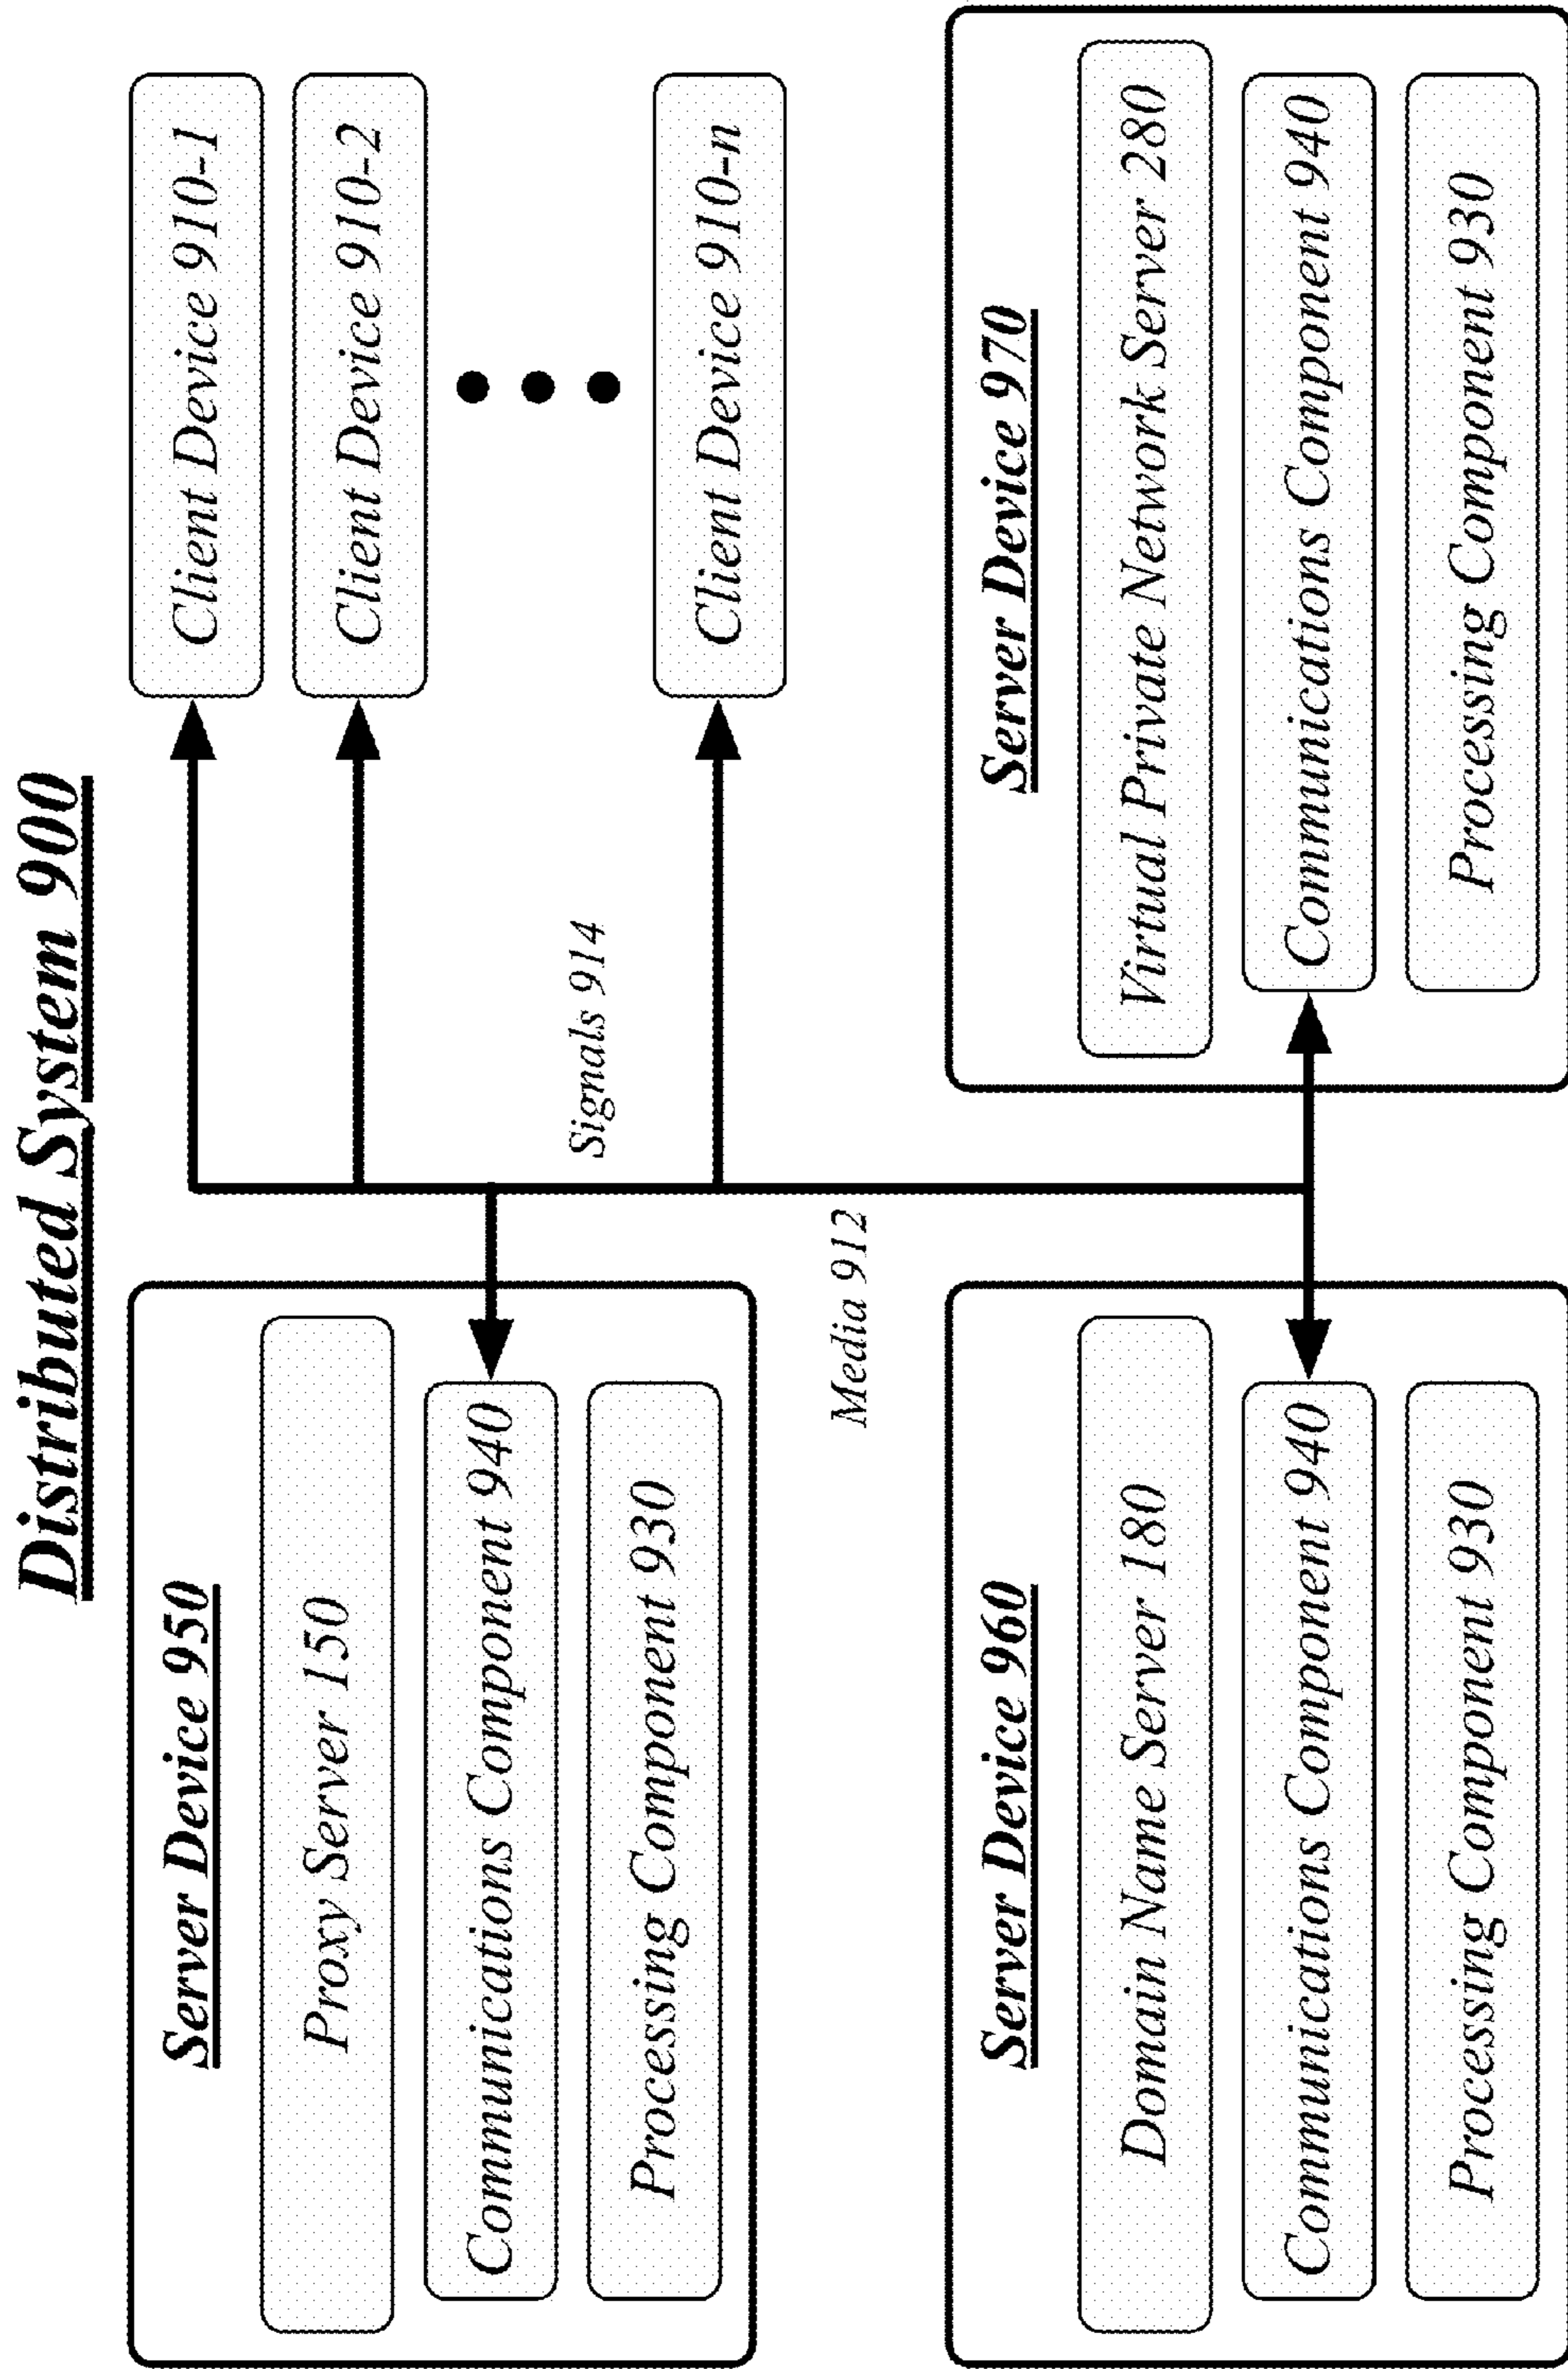 Distributed System 900
Server Device 950
Proxy Server 150
Communications Component 940
Processing Component 930
Client Device 910-1
Client Device 910-2
Client Device 910-n
Signals 914
Media 912
Server Device 960
Domain Name Server 180
Communications Component 940
Processing Component 930
Server Device 970
Virtual Private Network Server 280
Communications Component 940
Processing Component 930